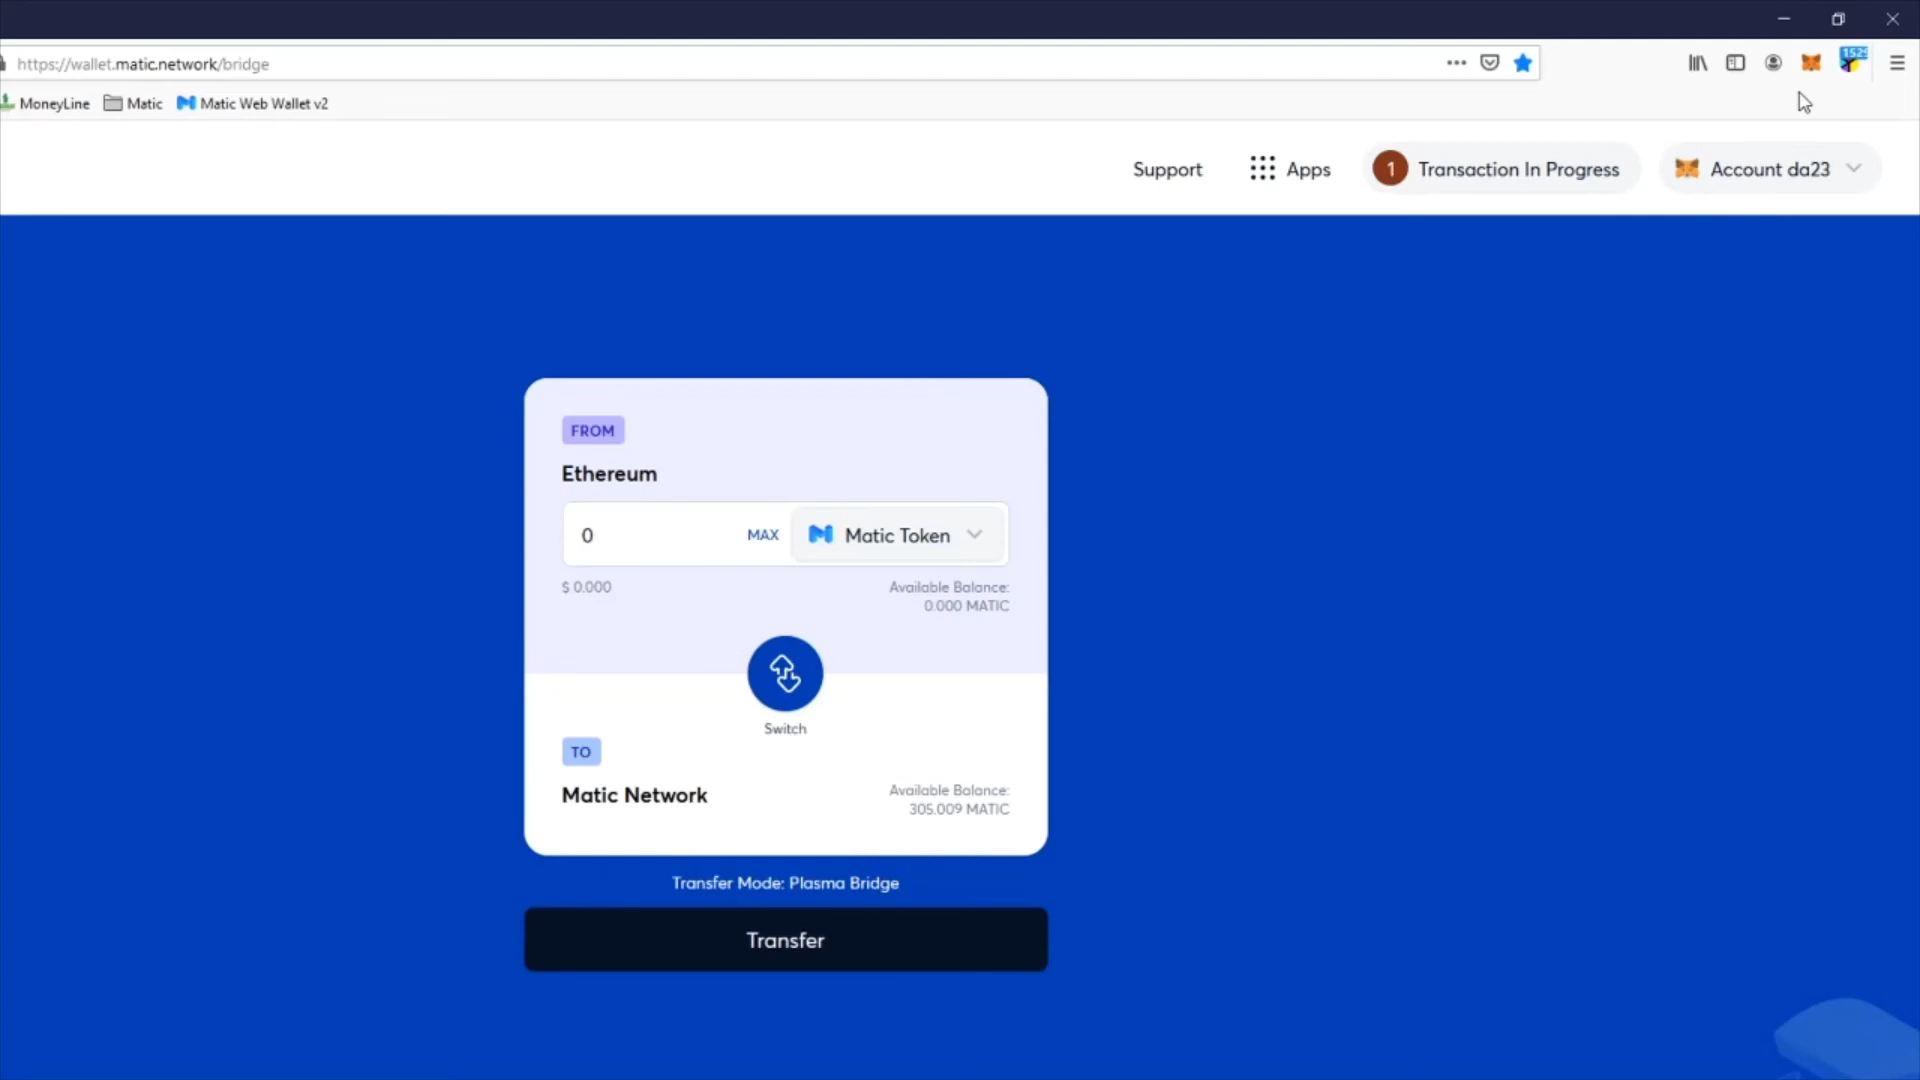 https://wallet.matic.network/bridge
1525
MoneyLine
Matic
Matic Web Wallet v2
Support
Apps
1
Transaction In Progress
Account da23
FROM
Ethereum
0
MAX
Matic Token
$ 0.000
Available Balance:
0.000 MATIC
Switch
TO
Matic Network
Available Balance:
305.009 MATIC
Transfer Mode: Plasma Bridge
Transfer